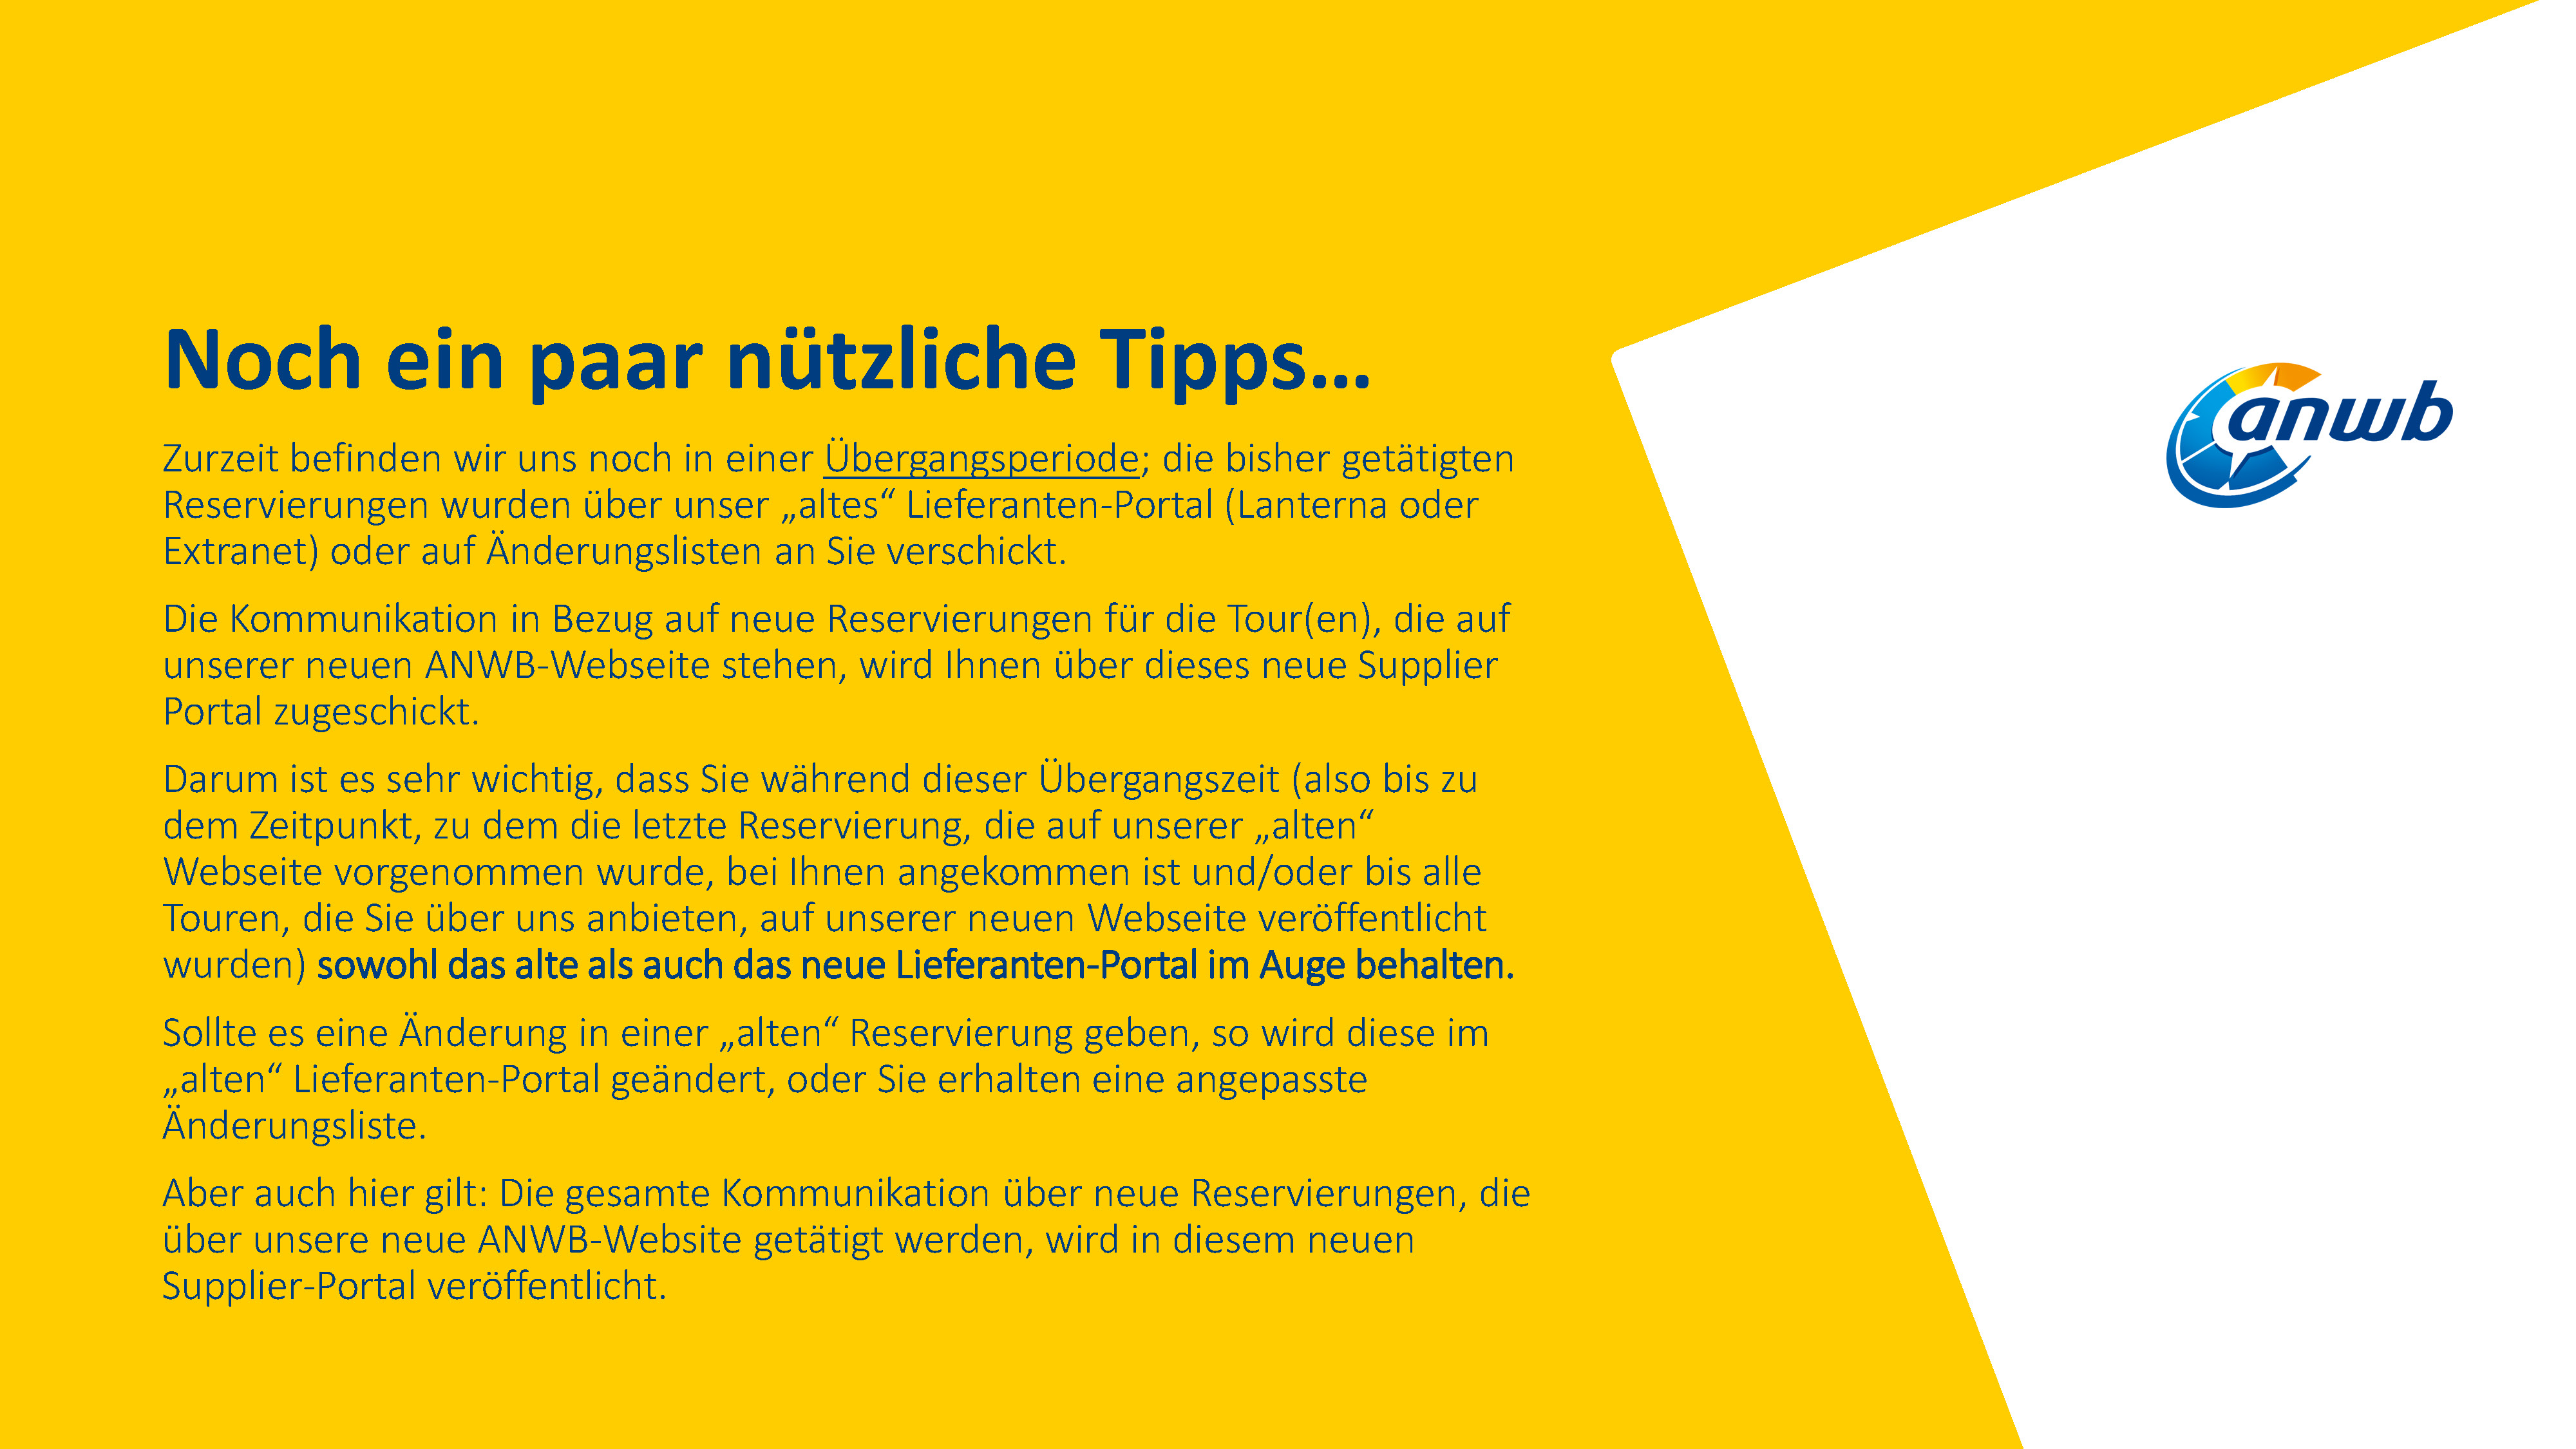 Noch ein paar nützliche Tipps…
Zurzeit befinden wir uns noch in einer Übergangsperiode; die bisher getätigten
Reservierungen wurden über unser „altes“ Lieferanten-Portal (Lanterna oder
Extranet) oder auf Änderungslisten an Sie verschickt.
Die Kommunikation in Bezug auf neue Reservierungen für die Tour(en), die auf
unserer neuen ANWB-Webseite stehen, wird Ihnen über dieses neue Supplier
Portal zugeschickt.
Darum ist es sehr wichtig, dass Sie während dieser Übergangszeit (also bis zu
dem Zeitpunkt, zu dem die letzte Reservierung, die auf unserer „alten“
Webseite vorgenommen wurde, bei Ihnen angekommen ist und/oder bis alle
Touren, die Sie über uns anbieten, auf unserer neuen Webseite veröffentlicht
wurden) sowohl das alte als auch das neue Lieferanten-Portal im Auge behalten.
Sollte es eine Änderung in einer „alten“ Reservierung geben, so wird diese im
„alten“ Lieferanten-Portal geändert, oder Sie erhalten eine angepasste
Änderungsliste.
Aber auch hier gilt: Die gesamte Kommunikation über neue Reservierungen, die
über unsere neue ANWB-Website getätigt werden, wird in diesem neuen
Supplier-Portal veröffentlicht.
anwb